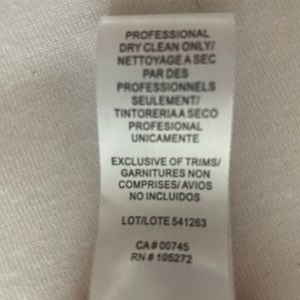 PROFESSIONAL
DRY CLEAN ONLY/
NETTOYAGE A SEC
PAR DES
PROFESSIONNELS
SEULEMENT/
TINTORERIA A SECO
PROFESIONAL
UNICAMENTE
EXCLUSIVE OF TRIMS/
GARNITURES NON
COMPRISES/ AVIOS
NO INCLUIDOS
LOT/LOTE 541263
CA# 00745
RN # 105272